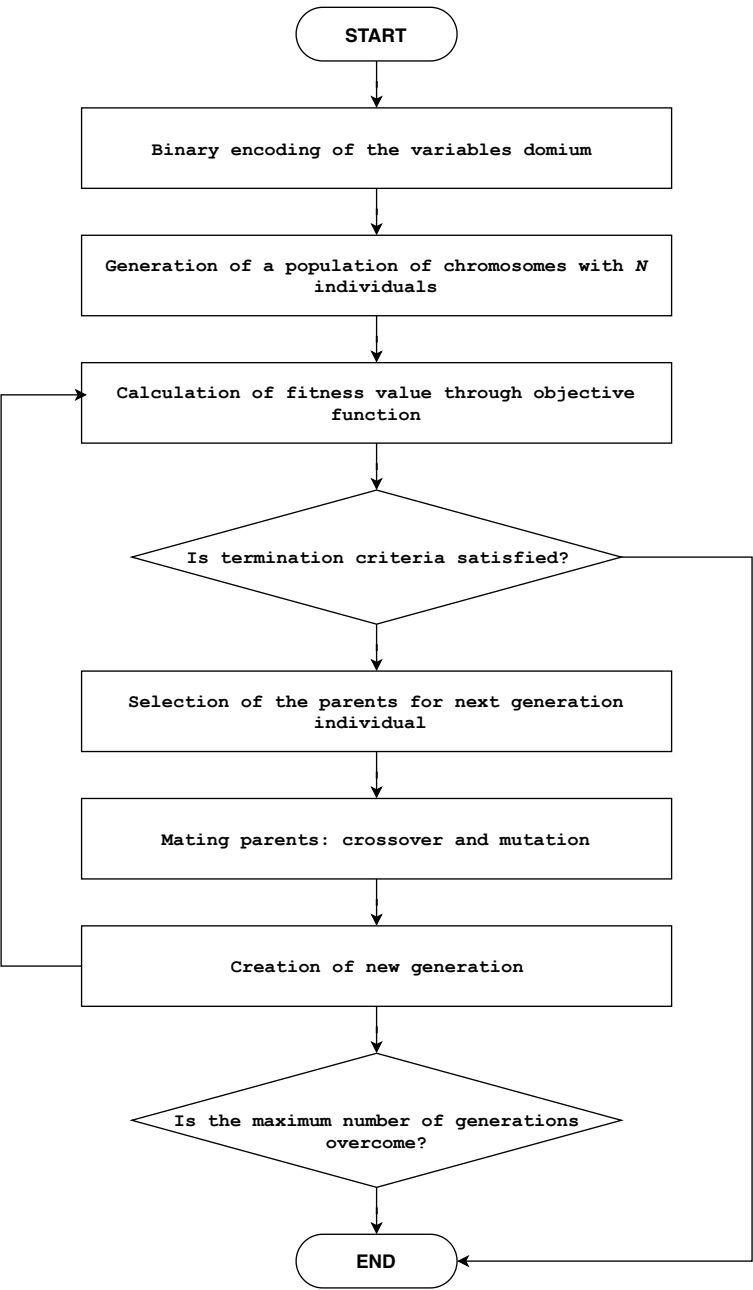 START
Binary encoding of the variables domium
Generation of a population of chromosomes with N
individuals
Calculation of fitness value through objective
function
Is termination criteria satisfied?
Selection of the parents for next generation
individual
Mating parents: crossover and mutation
Creation of new generation
Is the maximum number of generations
overcome?
END